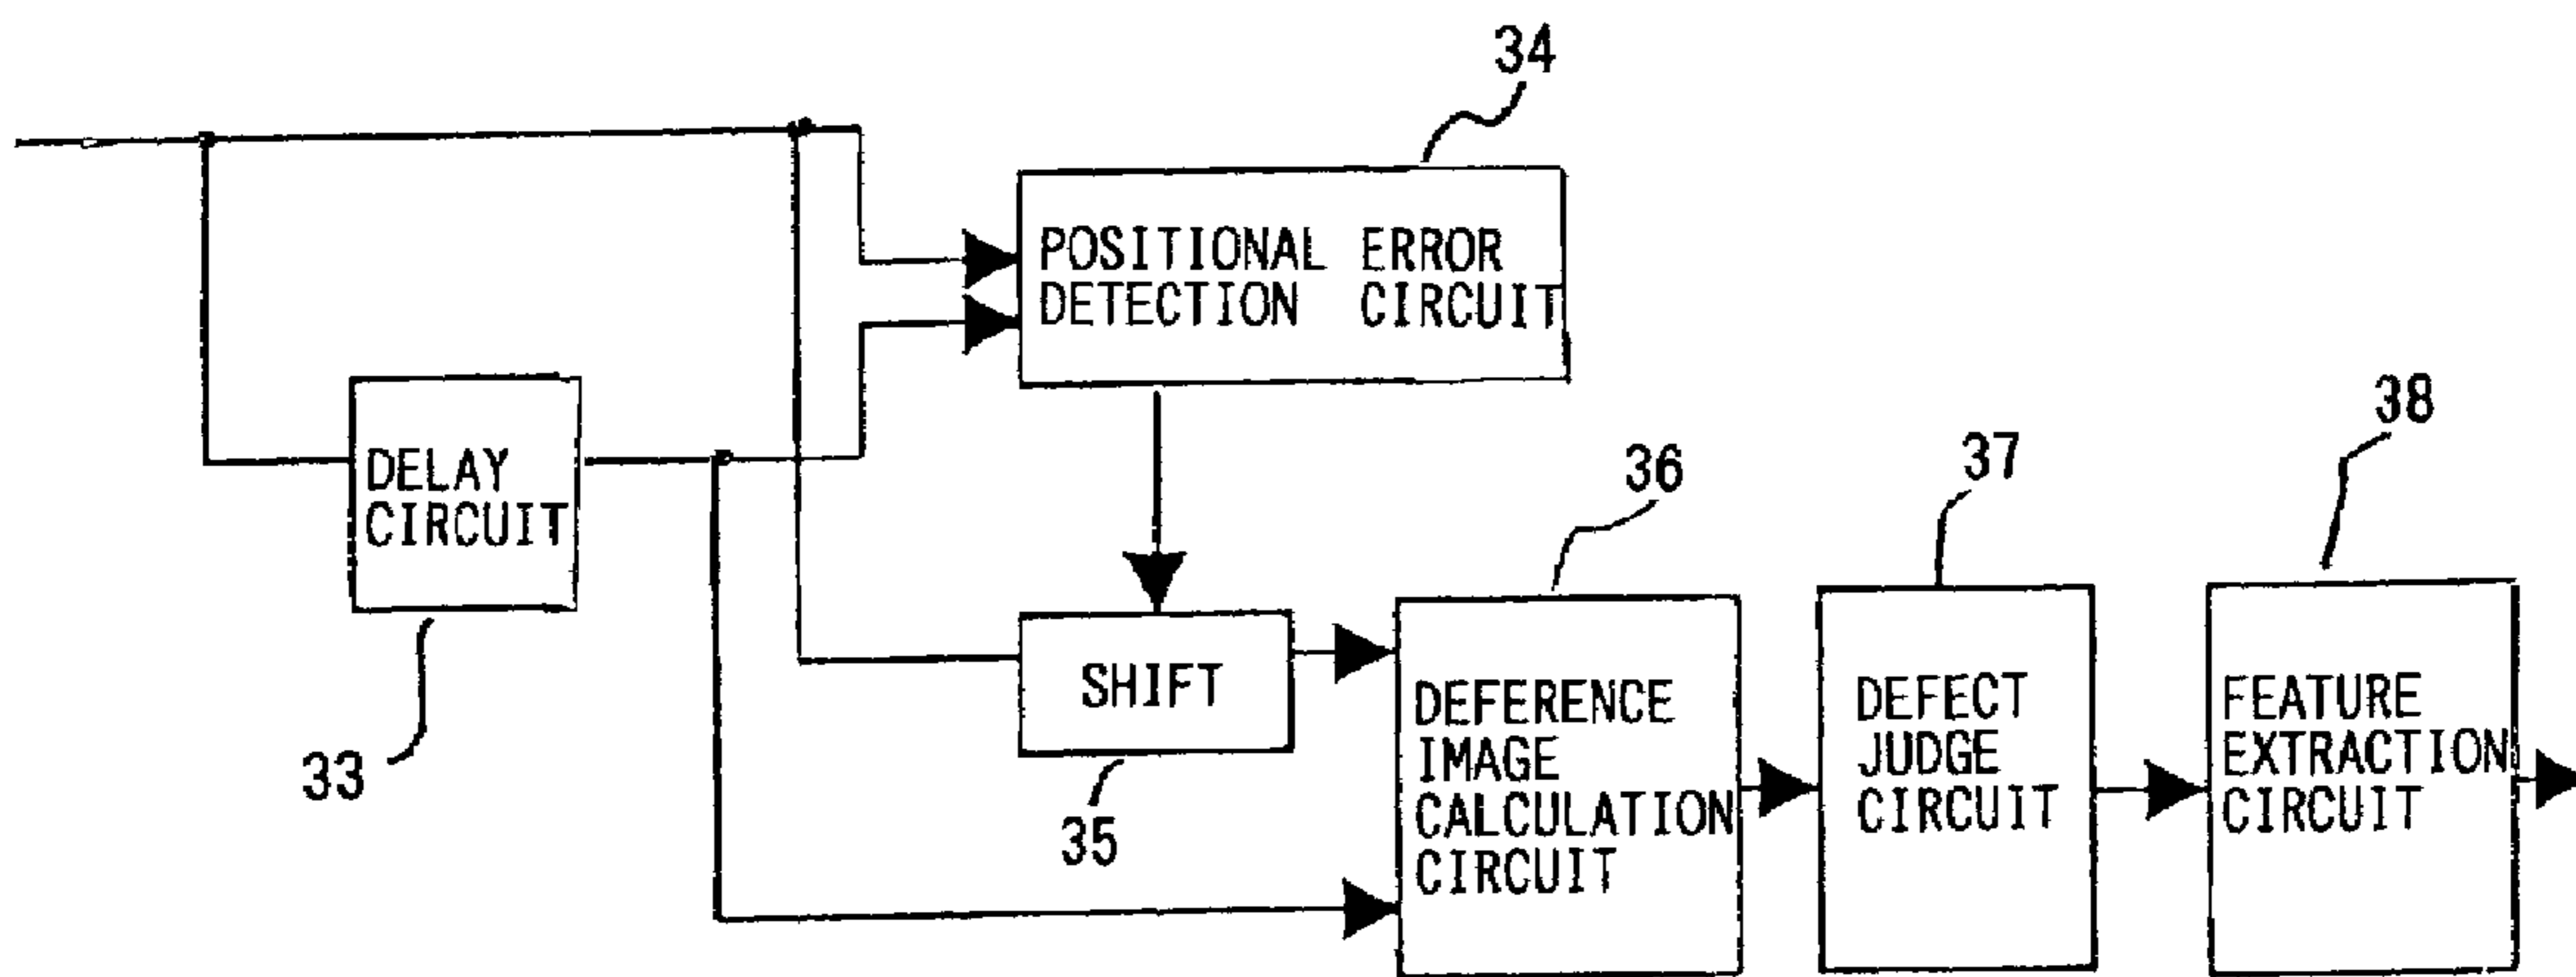 34
POSITIONAL ERROR
DETECTION CIRCUIT
DELAY
CIRCUIT
33
SHIFT
35
36
DEFERENCE
IMAGE
CALCULATION
CIRCUIT
37
DEFECT
JUDGE
CIRCUIT
38
FEATURE
EXTRACTION
CIRCUIT